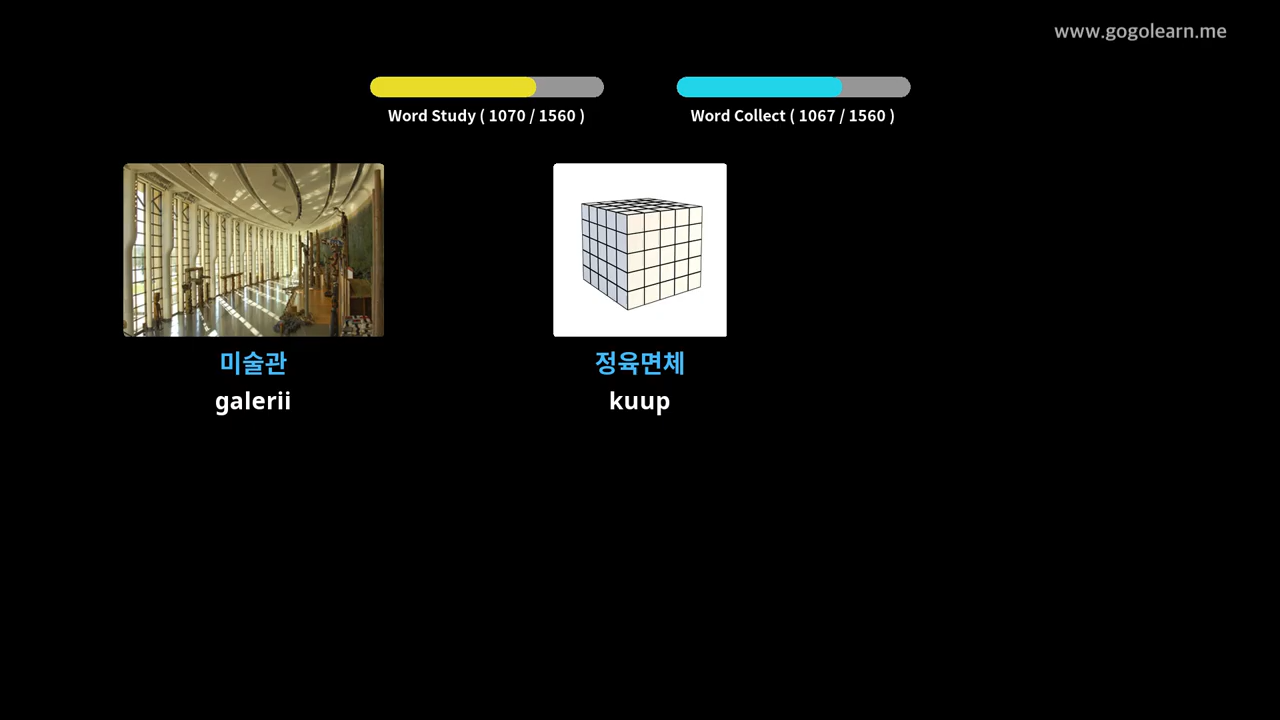 www.gogolearn.me
Word Study ( 1070 / 1560 )
Word Collect ( 1067 / 1560 )
미술관
galerii
정육면체
kuup